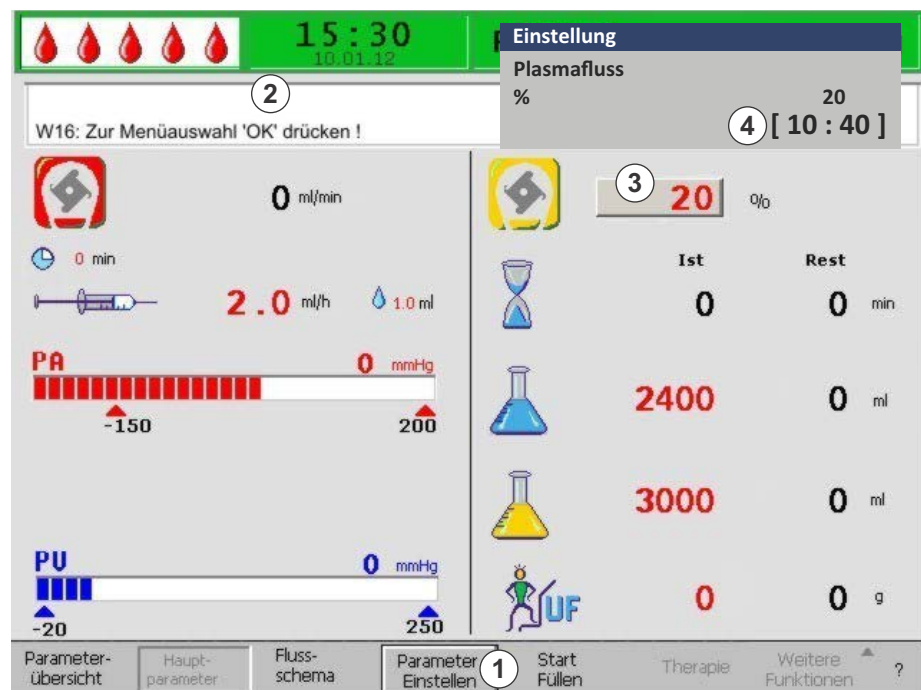 15:30
10.01.12
Einstellung
Plasmafluss
% 20
4 [ 10 : 40 ]
2
W16: Zur Menüauswahl 'OK' drücken !
0 ml/min
3 20 %
0 min
Ist Rest
2.0 ml/h 1.0 ml
0 0 min
PA 0 mmHg
-150 200
2400 0 ml
3000 0 ml
PV 0 mmHg
-20 250
UF 0 0 g
Parameter-
übersicht
Haupt-
parameter
Fluss-
schema
Parameter
Einstellen
1
Start
Füllen
Therapie
Weitere
Funktionen
?